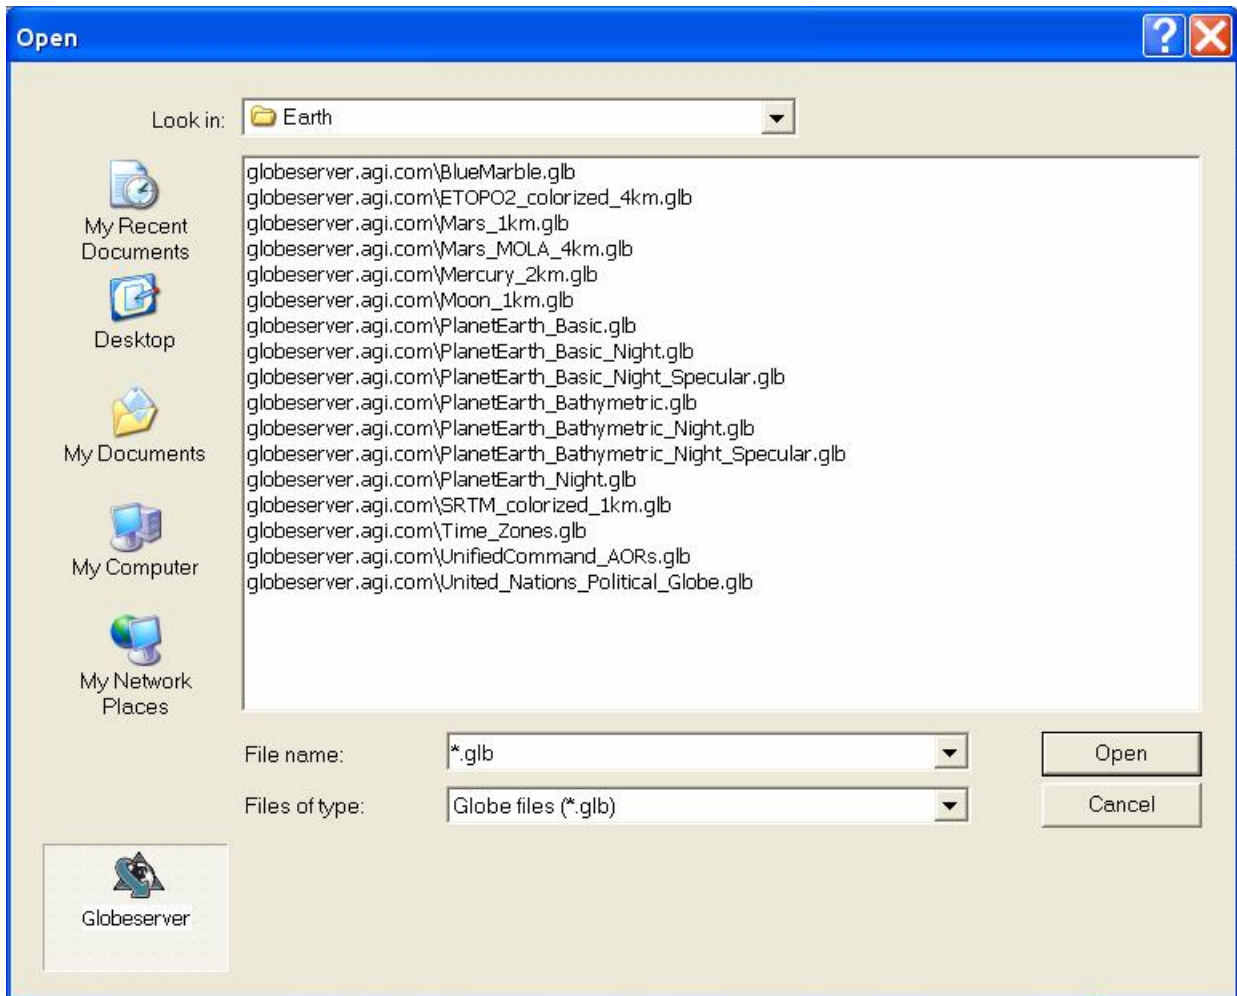 Open
Look in: Earth
My Recent
Documents
Desktop
My Documents
My Computer
My Network
Places
globeserver.agi.com\BlueMarble.glb
globeserver.agi.com\ETOPO2_colorized_4km.glb
globeserver.agi.com\Mars_1km.glb
globeserver.agi.com\Mars_MOLA_4km.glb
globeserver.agi.com\Mercury_2km.glb
globeserver.agi.com\Moon_1km.glb
globeserver.agi.com\PlanetEarth_Basic.glb
globeserver.agi.com\PlanetEarth_Basic_Night.glb
globeserver.agi.com\PlanetEarth_Basic_Night_Specular.glb
globeserver.agi.com\PlanetEarth_Bathymetric.glb
globeserver.agi.com\PlanetEarth_Bathymetric_Night.glb
globeserver.agi.com\PlanetEarth_Bathymetric_Night_Specular.glb
globeserver.agi.com\PlanetEarth_Night.glb
globeserver.agi.com\SRTM_colorized_1km.glb
globeserver.agi.com\Time_Zones.glb
globeserver.agi.com\UnifiedCommand_AORs.glb
globeserver.agi.com\United_Nations_Political_Globe.glb
File name: *.glb Open
Files of type: Globe files (*.glb) Cancel
Globeserver